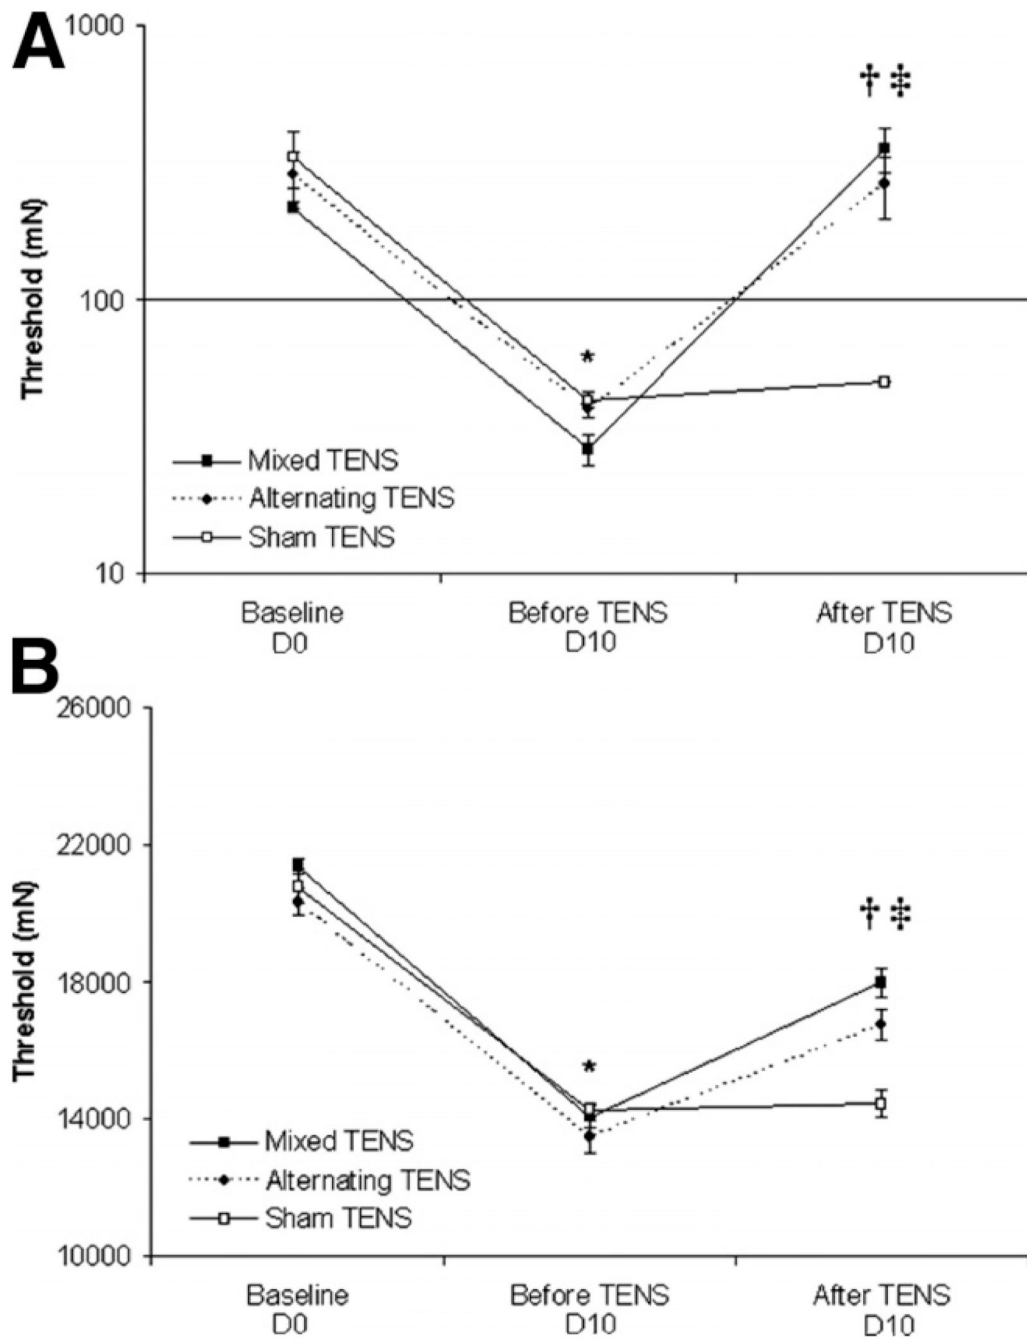 A
1000
†‡
Threshold (mN)
100
*
Mixed TENS
Alternating TENS
Sham TENS
10
Baseline
D0
Before TENS
D10
After TENS
D10
B
26000
22000
†‡
Threshold (mN)
18000
*
14000
Mixed TENS
Alternating TENS
Sham TENS
10000
Baseline
D0
Before TENS
D10
After TENS
D10